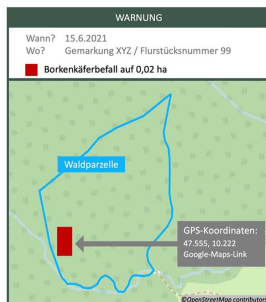 WARNUNG
Wann? 15.6.2021
Wo? Gemarkung XYZ / Flurstücksnummer 99
Borkenkäferbefall auf 0,02 ha
Waldparzelle
GPS-Koordinaten:
47.555, 10.222
Google-Maps-Link
©OpenStreetMap contributors